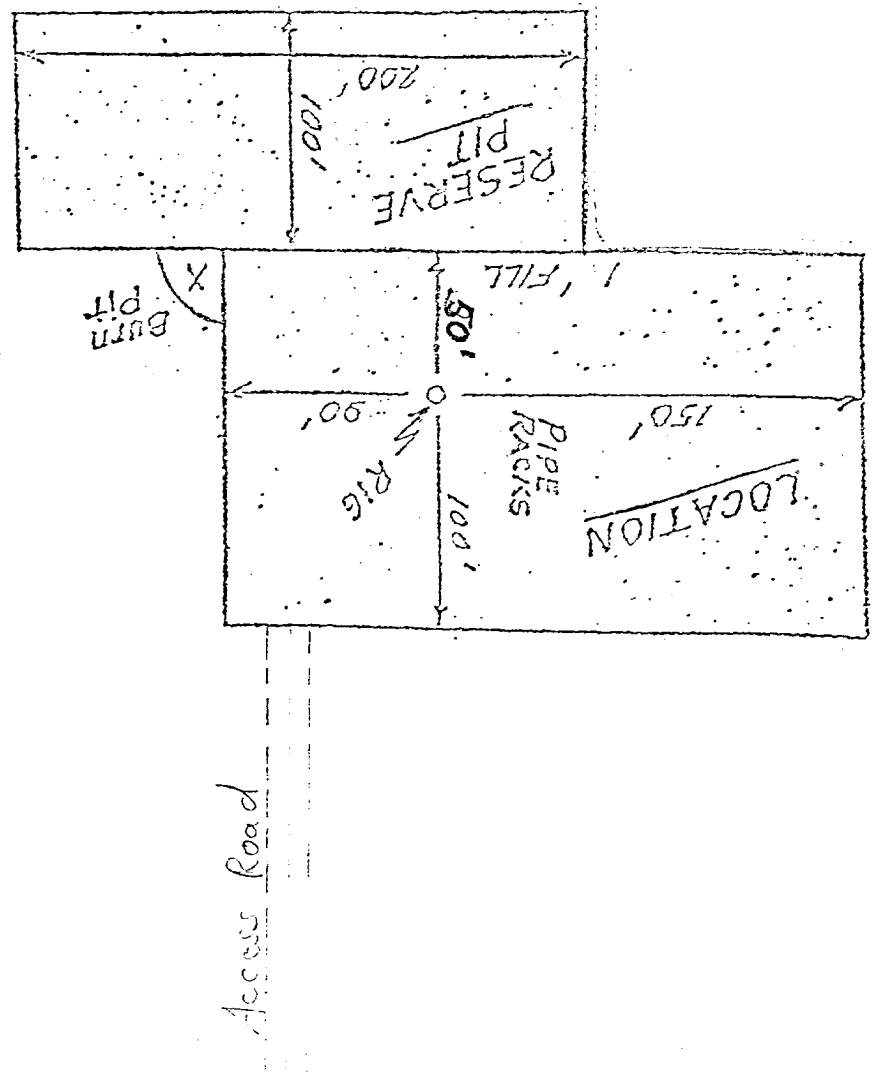 200'
100'
RESERVE
PIT
Burn
PIT
X
1' FILL
50'
90'
150'
PIPE
RACKS
RIG
100'
LOCATION
Access Road